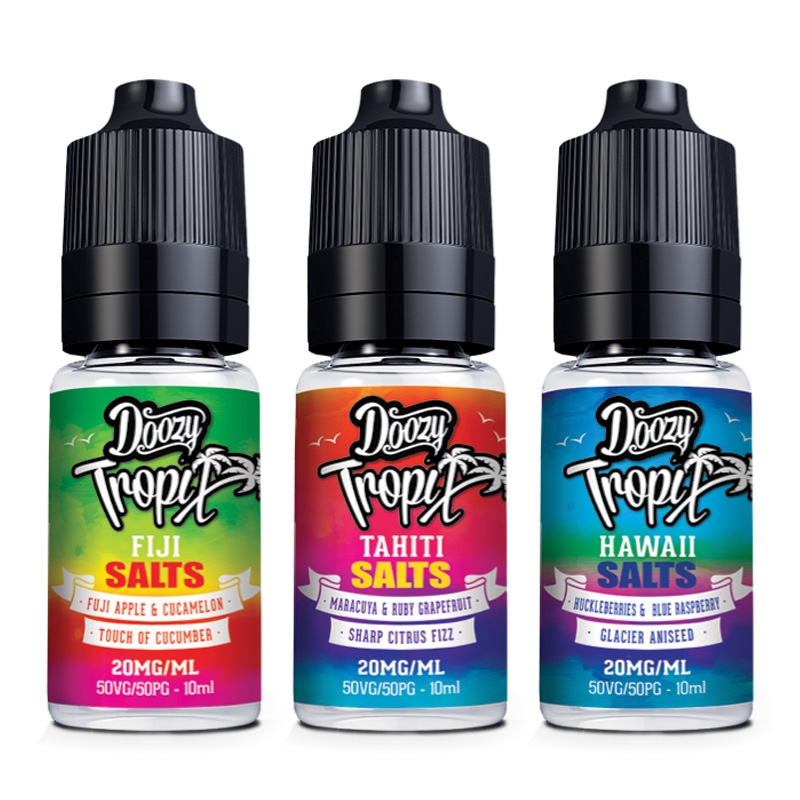 Doozy
Tropix
FIJI
SALTS
· FUJI APPLE & CUCAMELON ·
· TOUCH OF CUCUMBER ·
20MG/ML
50VG/50PG - 10ml
Doozy
Tropix
TAHITI
SALTS
· MARACUYA & RUBY GRAPEFRUIT ·
· SHARP CITRUS FIZZ ·
20MG/ML
50VG/50PG - 10ml
Doozy
Tropix
HAWAII
SALTS
· HUCKLEBERRIES & BLUE RASPBERRY ·
· GLACIER ANISEED ·
20MG/ML
50VG/50PG - 10ml